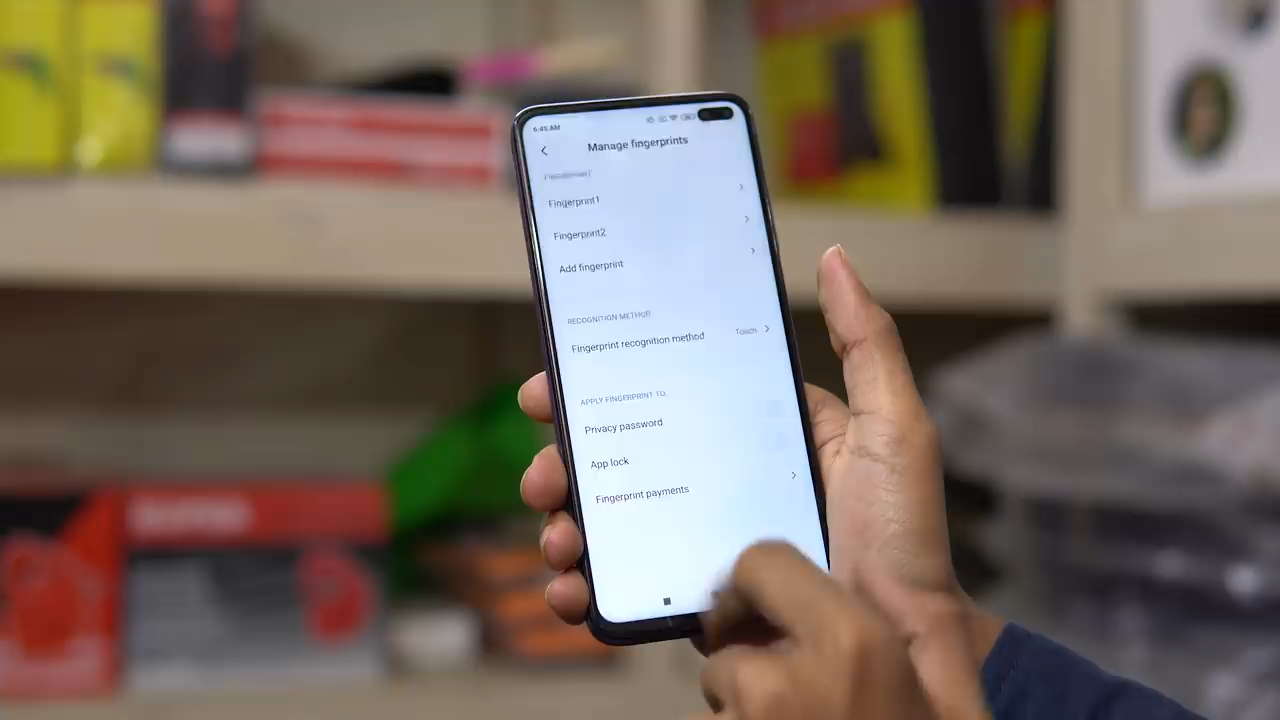 6:45 AM
Manage fingerprints
FINGERPRINT
Fingerprint1
Fingerprint2
Add fingerprint
RECOGNITION METHOD
Fingerprint recognition method
Touch
APPLY FINGERPRINT TO
Privacy password
App lock
Fingerprint payments